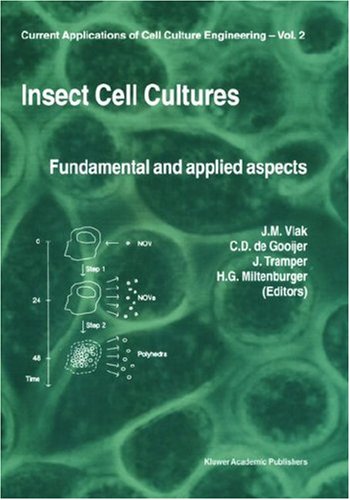 Current Applications of Cell Culture Engineering – Vol. 2
Insect Cell Cultures
Fundamental and applied aspects
J.M. Vlak
C.D. de Gooijer
J. Tramper
H.G. Miltenburger
(Editors)
0
NOV
Step 1
24
NOVs
Step 2
48
Polyhedra
Time
Kluwer Academic Publishers